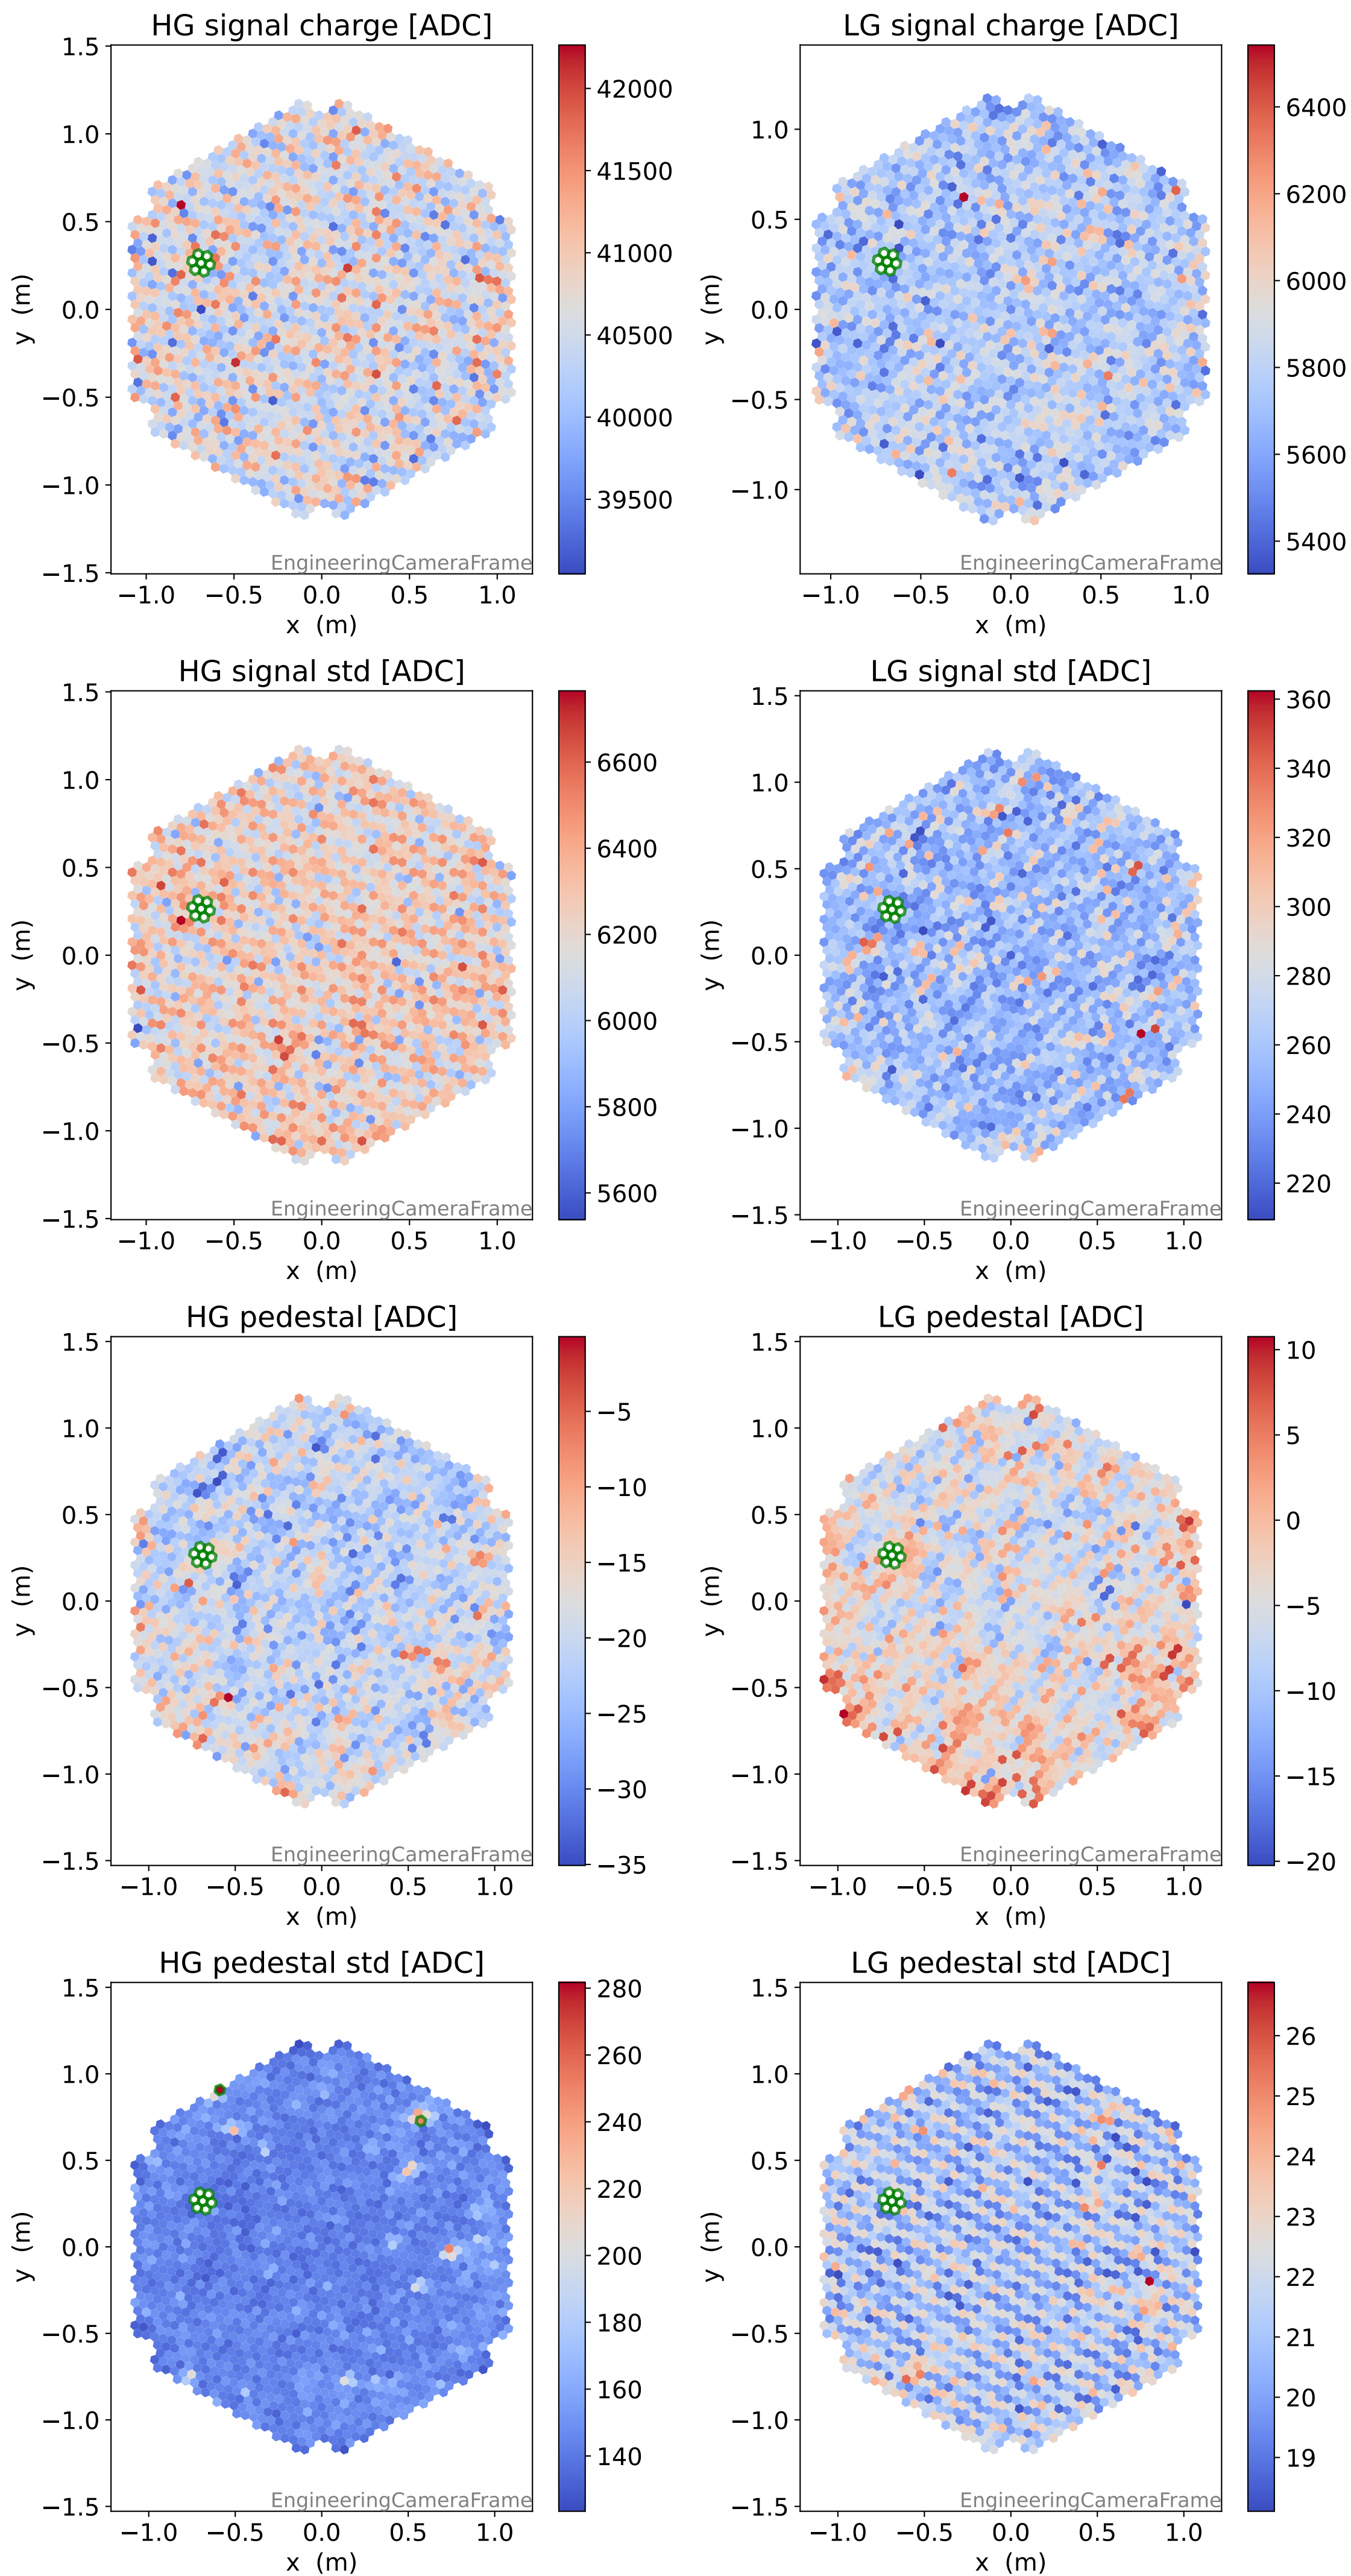 HG signal charge [ADC]
LG signal charge [ADC]
1.5
1.0
0.5
0.0
−0.5
−1.0
−1.5
y (m)
EngineeringCameraFrame
−1.0 −0.5 0.0 0.5 1.0
x (m)
42000
41500
41000
40500
40000
39500
1.0
0.5
0.0
−0.5
−1.0
y (m)
EngineeringCameraFrame
−1.0 −0.5 0.0 0.5 1.0
x (m)
6400
6200
6000
5800
5600
5400
HG signal std [ADC]
LG signal std [ADC]
1.5
1.0
0.5
0.0
−0.5
−1.0
−1.5
y (m)
EngineeringCameraFrame
−1.0 −0.5 0.0 0.5 1.0
x (m)
6600
6400
6200
6000
5800
5600
1.5
1.0
0.5
0.0
−0.5
−1.0
−1.5
y (m)
EngineeringCameraFrame
−1.0 −0.5 0.0 0.5 1.0
x (m)
360
340
320
300
280
260
240
220
HG pedestal [ADC]
LG pedestal [ADC]
1.5
1.0
0.5
0.0
−0.5
−1.0
−1.5
y (m)
EngineeringCameraFrame
−1.0 −0.5 0.0 0.5 1.0
x (m)
−5
−10
−15
−20
−25
−30
−35
1.5
1.0
0.5
0.0
−0.5
−1.0
−1.5
y (m)
EngineeringCameraFrame
−1.0 −0.5 0.0 0.5 1.0
x (m)
10
5
0
−5
−10
−15
−20
HG pedestal std [ADC]
LG pedestal std [ADC]
1.5
1.0
0.5
0.0
−0.5
−1.0
−1.5
y (m)
EngineeringCameraFrame
−1.0 −0.5 0.0 0.5 1.0
x (m)
280
260
240
220
200
180
160
140
1.5
1.0
0.5
0.0
−0.5
−1.0
−1.5
y (m)
EngineeringCameraFrame
−1.0 −0.5 0.0 0.5 1.0
x (m)
26
25
24
23
22
21
20
19